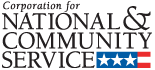 Corporation for
NATIONAL &
COMMUNITY
SERVICE